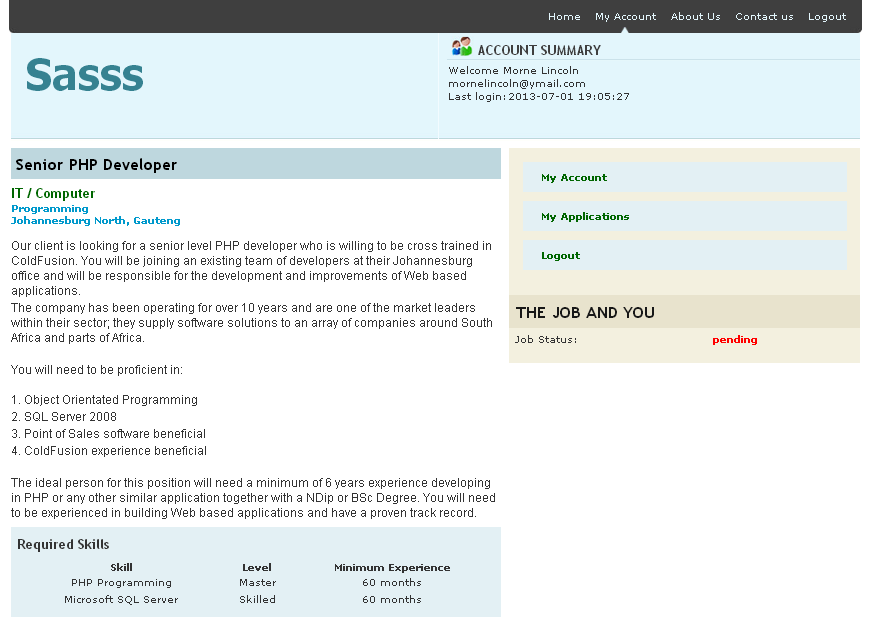 Home My Account About Us Contact us Logout
Sasss
ACCOUNT SUMMARY
Welcome Morne Lincoln
mornelincoln@ymail.com
Last login: 2013-07-01 19:05:27
Senior PHP Developer
IT / Computer
Programming
Johannesburg North, Gauteng
Our client is looking for a senior level PHP developer who is willing to be cross trained in
ColdFusion. You will be joining an existing team of developers at their Johannesburg
office and will be responsible for the development and improvements of Web based
applications.
The company has been operating for over 10 years and are one of the market leaders
within their sector; they supply software solutions to an array of companies around South
Africa and parts of Africa.
You will need to be proficient in:
1. Object Orientated Programming
2. SQL Server 2008
3. Point of Sales software beneficial
4. ColdFusion experience beneficial
The ideal person for this position will need a minimum of 6 years experience developing
in PHP or any other similar application together with a NDip or BSc Degree. You will need
to be experienced in building Web based applications and have a proven track record.
Required Skills
Skill Level Minimum Experience
PHP Programming Master 60 months
Microsoft SQL Server Skilled 60 months
My Account
My Applications
Logout
THE JOB AND YOU
Job Status: pending